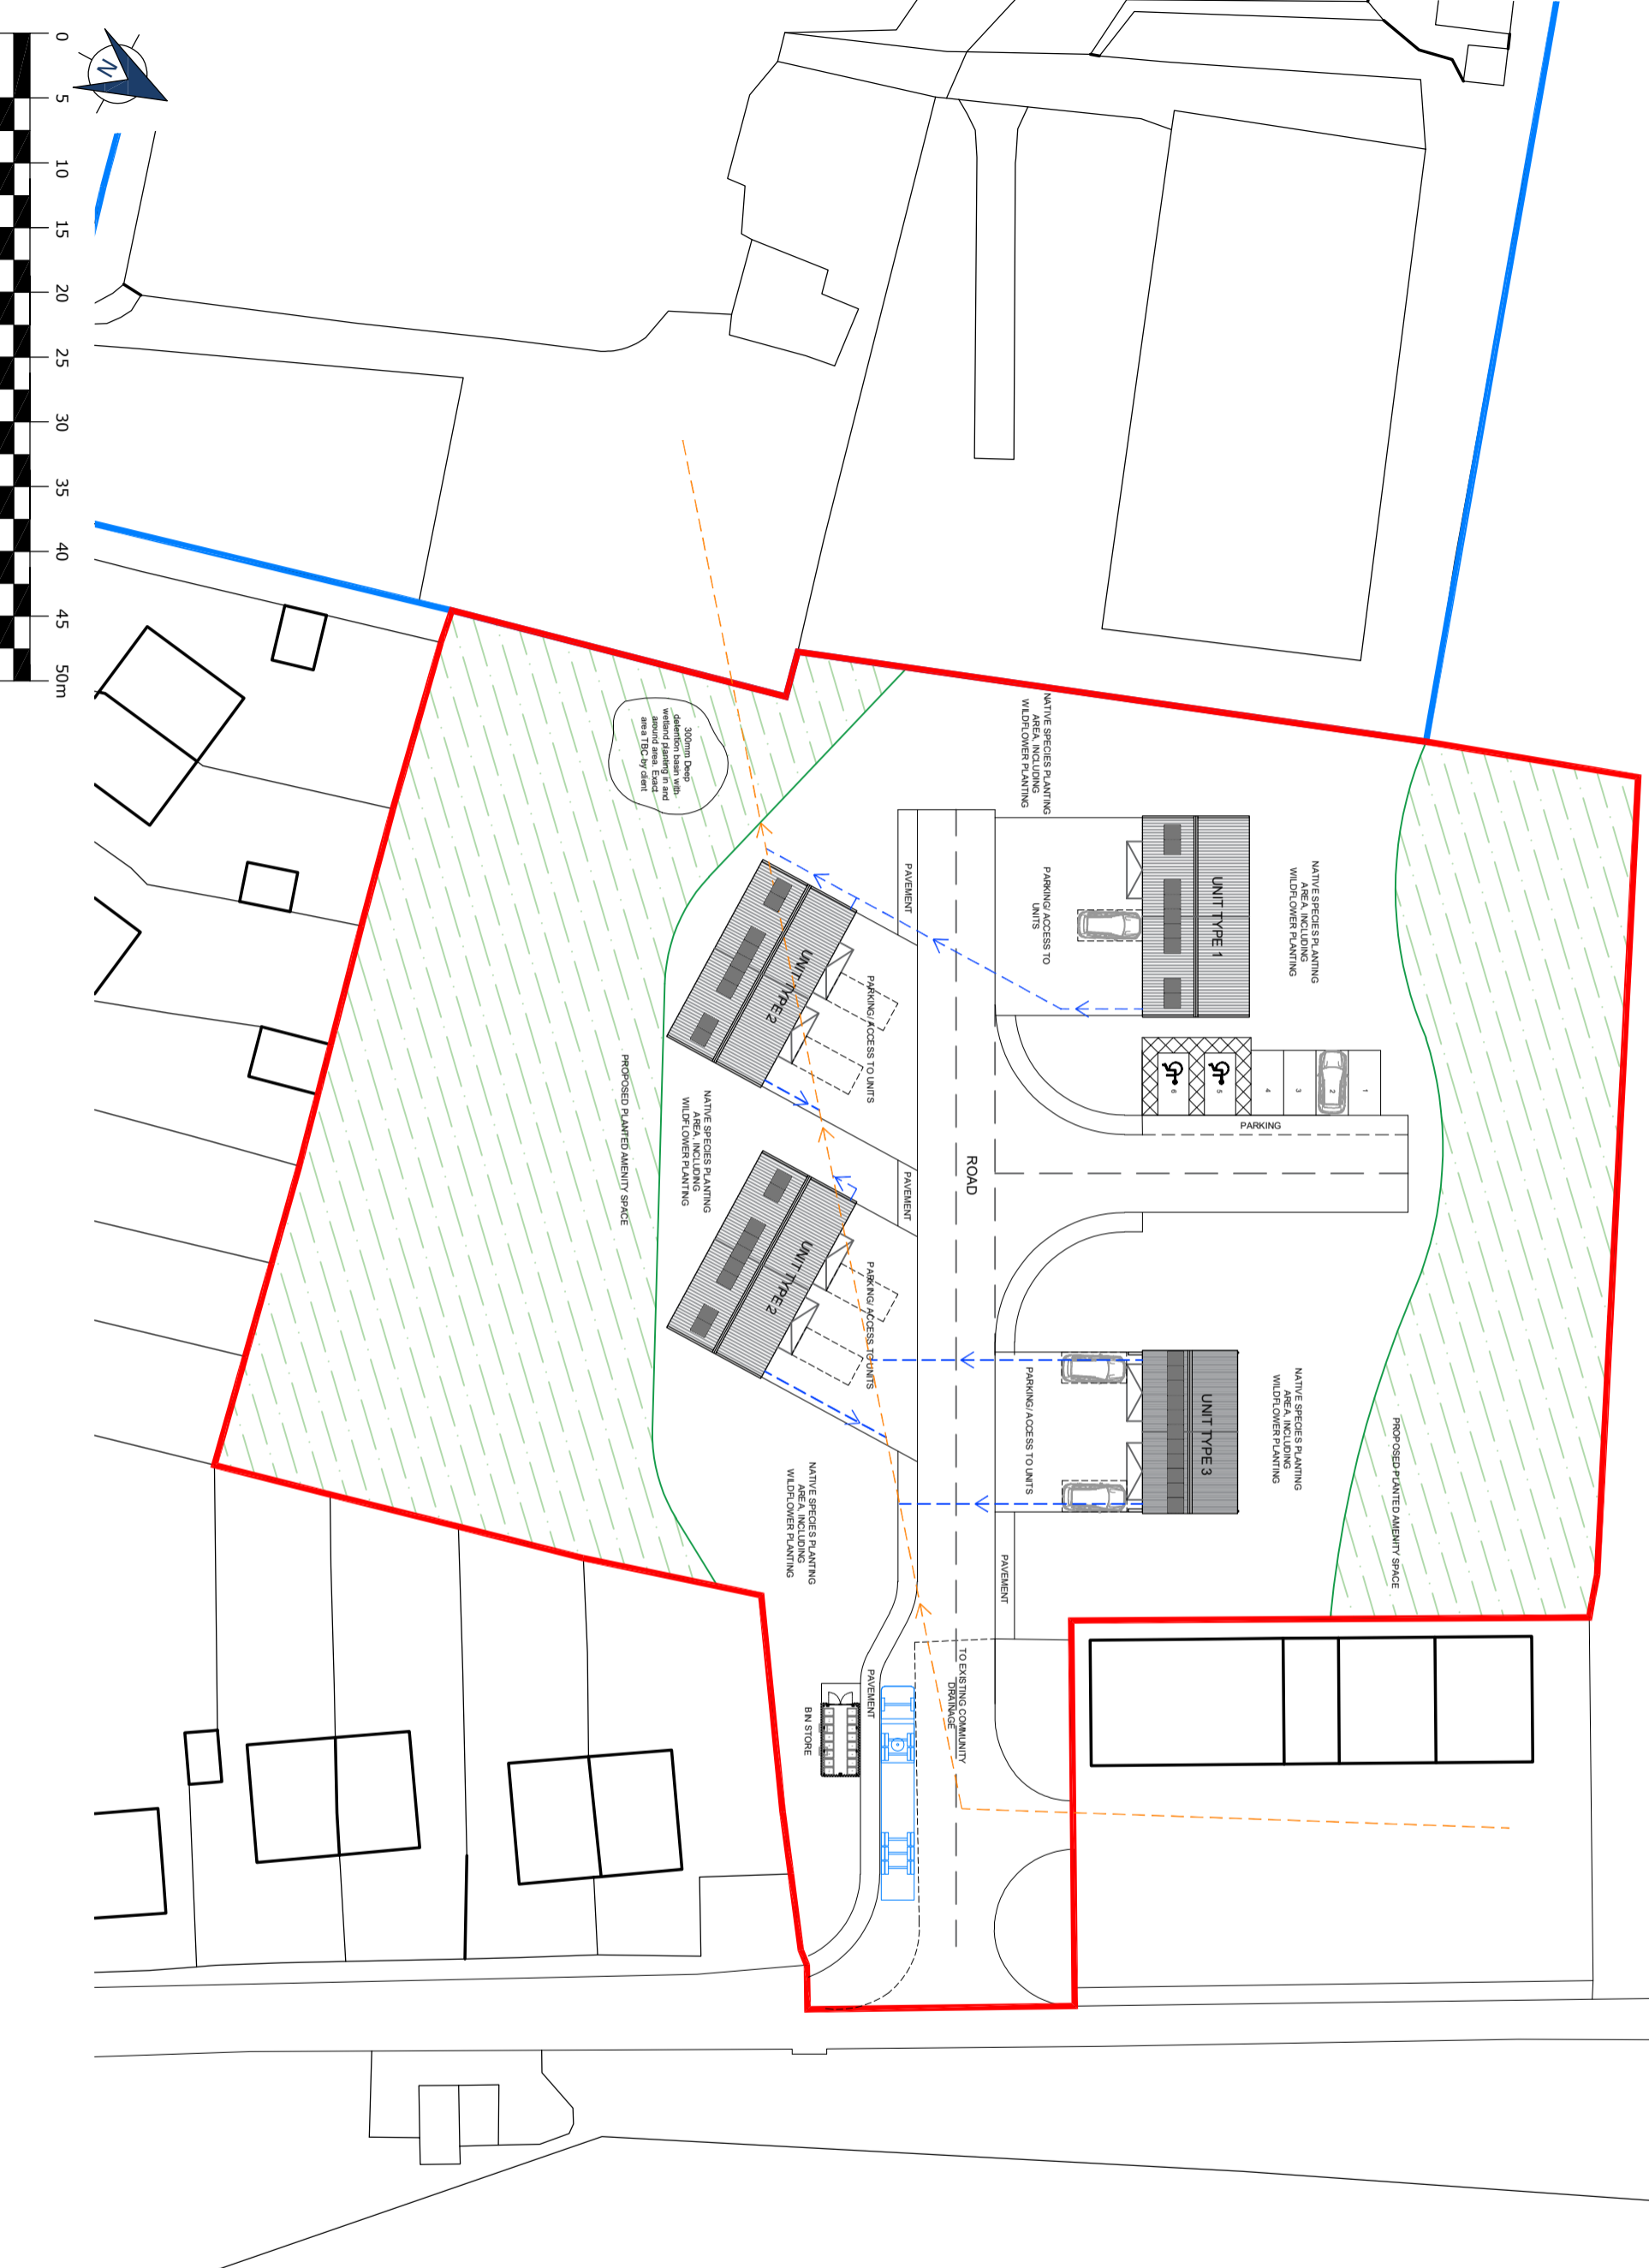 0
5
10
15
20
25
30
35
40
45
50m
N
NATIVE SPECIES PLANTING
AREA, INCLUDING
WILDFLOWER PLANTING
PROPOSED PLANTED AMENITY SPACE
NATIVE SPECIES PLANTING
AREA, INCLUDING
WILDFLOWER PLANTING
UNIT TYPE 1
1
2
3
4
5
6
PARKING
UNIT TYPE 3
NATIVE SPECIES PLANTING
AREA, INCLUDING
WILDFLOWER PLANTING
PARKING/ ACCESS TO
UNITS
PARKING/ ACCESS TO UNITS
PAVEMENT
ROAD
TO EXISTING COMMUNITY
DRAINAGE
PAVEMENT
PAVEMENT
PAVEMENT
PARKING/ ACCESS TO UNITS
PARKING/ ACCESS TO UNITS
UNIT TYPE 2
UNIT TYPE 2
NATIVE SPECIES PLANTING
AREA, INCLUDING
WILDFLOWER PLANTING
BIN STORE
300mm Deep
detention basin with
wetland planting in and
around area. Exact
area TBC by client
NATIVE SPECIES PLANTING
AREA, INCLUDING
WILDFLOWER PLANTING
PROPOSED PLANTED AMENITY SPACE